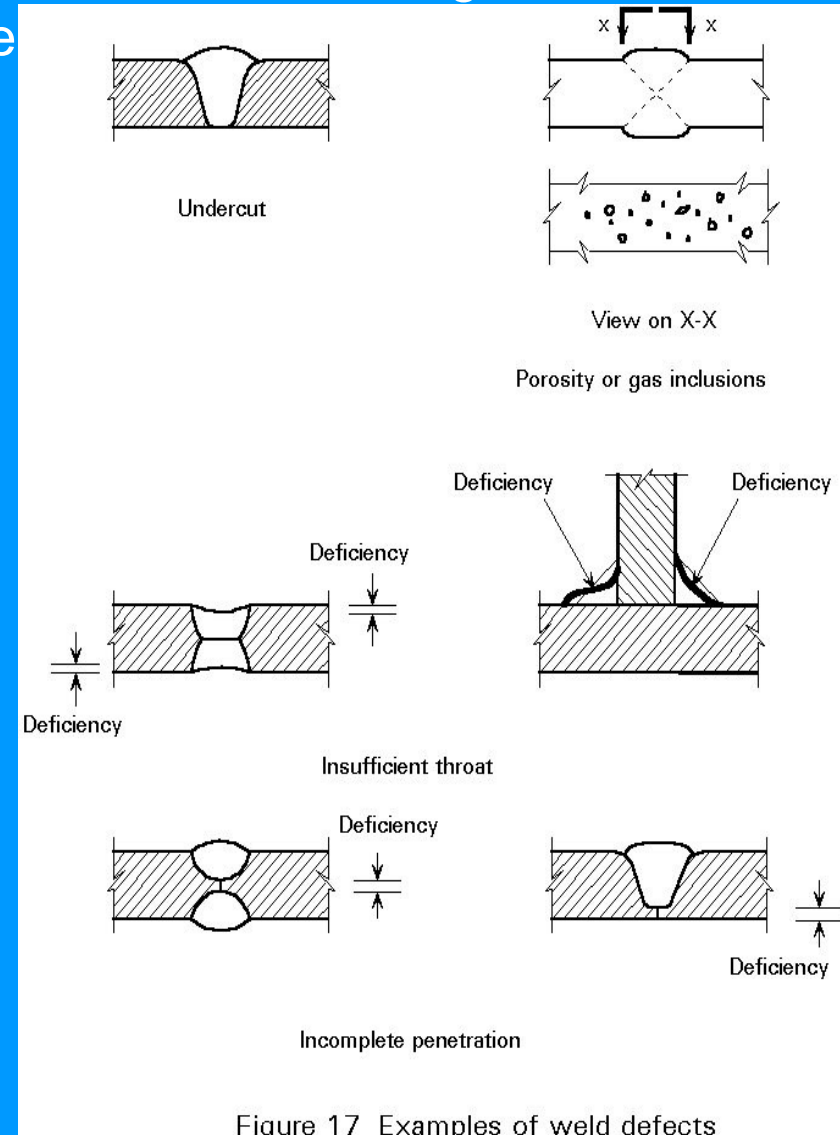 e
x x
Undercut
View on X-X
Porosity or gas inclusions
Deficiency Deficiency
Deficiency
Deficiency
Insufficient throat
Deficiency
Deficiency
Incomplete penetration
Figure 17 Examples of weld defects